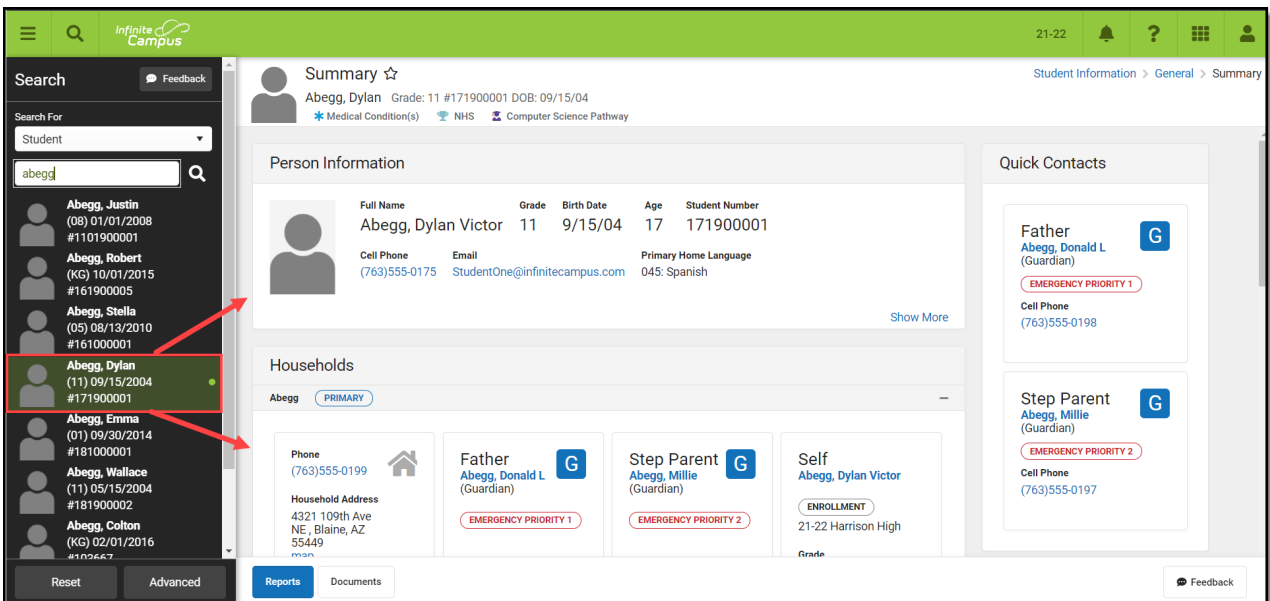 Infinite
Campus
21-22
?
Search
Feedback
Search For
Student
abegg
Abegg, Justin
(08) 01/01/2008
#1101900001
Abegg, Robert
(KG) 10/01/2015
#161900005
Abegg, Stella
(05) 08/13/2010
#161000001
Abegg, Dylan
(11) 09/15/2004
#171900001
Abegg, Emma
(01) 09/30/2014
#181000001
Abegg, Wallace
(11) 05/15/2004
#181900002
Abegg, Colton
(KG) 02/01/2016
#193667
Reset Advanced
Summary
Student Information > General > Summary
Abegg, Dylan Grade: 11 #171900001 DOB: 09/15/04
Medical Condition(s) NHS Computer Science Pathway
Person Information
Full Name Grade Birth Date Age Student Number
Abegg, Dylan Victor 11 9/15/04 17 171900001
Cell Phone Email Primary Home Language
(763)555-0175 StudentOne@infinitecampus.com 045: Spanish
Show More
Households
Abegg PRIMARY
Phone
(763)555-0199
Household Address
4321 109th Ave
NE , Blaine, AZ
55449
map
Father G
Abegg, Donald L
(Guardian)
EMERGENCY PRIORITY 1
Step Parent G
Abegg, Millie
(Guardian)
EMERGENCY PRIORITY 2
Self
Abegg, Dylan Victor
ENROLLMENT
21-22 Harrison High
Grade
Quick Contacts
Father G
Abegg, Donald L
(Guardian)
EMERGENCY PRIORITY 1
Cell Phone
(763)555-0198
Step Parent G
Abegg, Millie
(Guardian)
EMERGENCY PRIORITY 2
Cell Phone
(763)555-0197
Reports Documents
Feedback